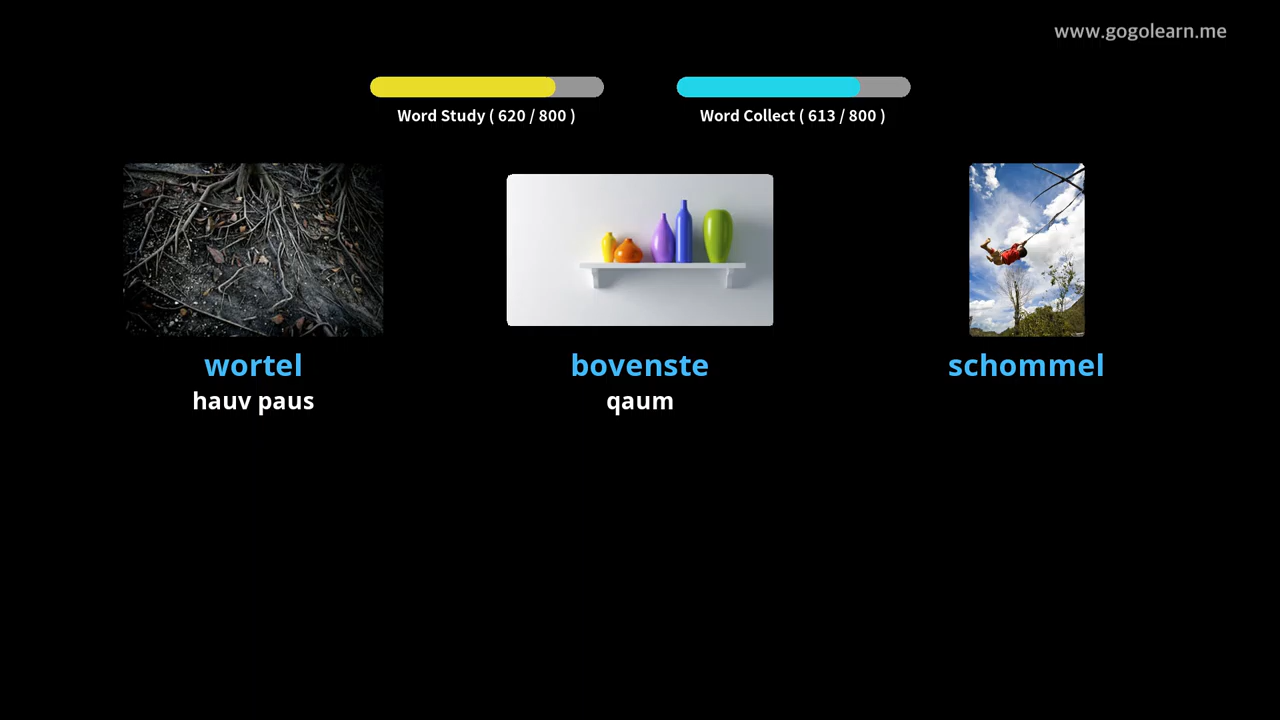 www.gogolearn.me
Word Study ( 620 / 800 )
Word Collect ( 613 / 800 )
wortel
hauv paus
bovenste
qaum
schommel